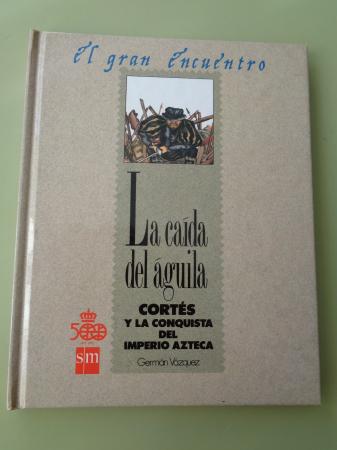 el gran encuentro
La caída
del águila
CORTÉS
Y LA CONQUISTA
DEL
IMPERIO AZTECA
Germán Vázquez
500
sm